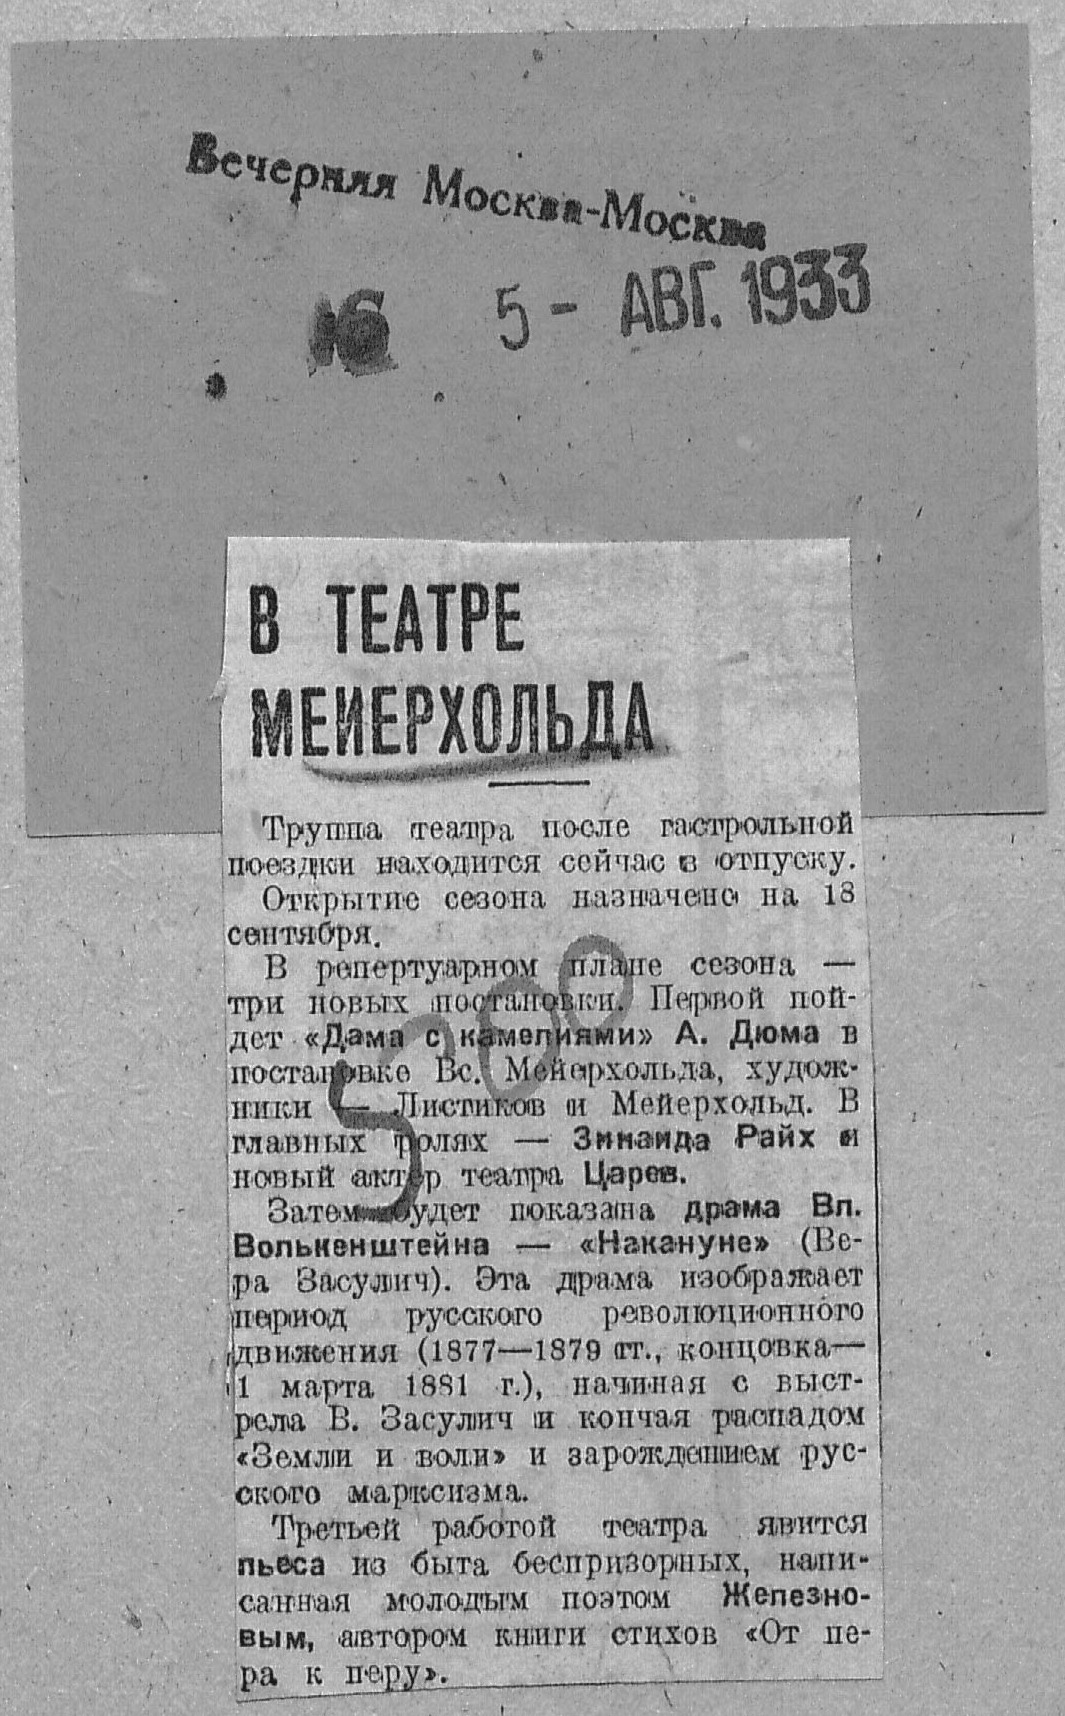 Вечерняя Москва-Москва
5 - АВГ. 1933
В ТЕАТРЕ
МЕЙЕРХОЛЬДА
Труппа театра после гастрольной
поездки находится сейчас в отпуску.
Открытие сезона назначено на 18
сентября.
В репертуарном плане сезона —
три новых постановки. Первой пой-
дет «Дама с камелиями» А. Дюма в
постановке Вс. Мейерхольда, худож-
ники — Листиков и Мейерхольд. В
главных ролях — Зинаида Райх и
новый актер театра Царев.
Затем будет показана драма Вл.
Волькенштейна — «Накануне» (Ве-
ра Засулич). Эта драма изображает
период русского революционного
движения (1877—1879 гг., концовка—
1 марта 1881 г.), начиная с выст-
рела В. Засулич и кончая распадом
«Земли и воли» и зарождением рус-
ского марксизма.
Третьей работой театра явится
пьеса из быта беспризорных, напи-
санная молодым поэтом Железно-
вым, автором книги стихов «От пе-
ра к перу».